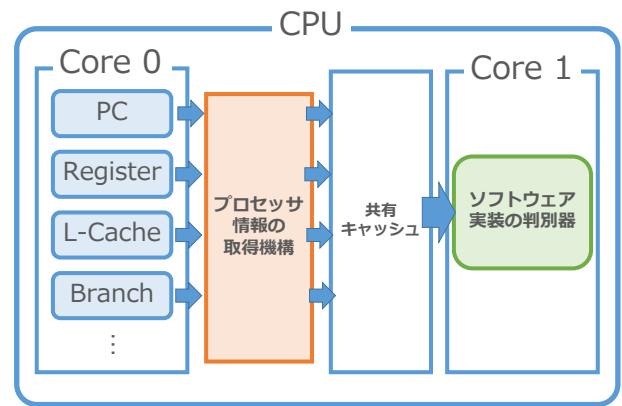 CPU
Core 0
PC
Register
L-Cache
Branch
⋮
プロセッサ
情報の
取得機構
共有
キャッシュ
Core 1
ソフトウェア
実装の判別器